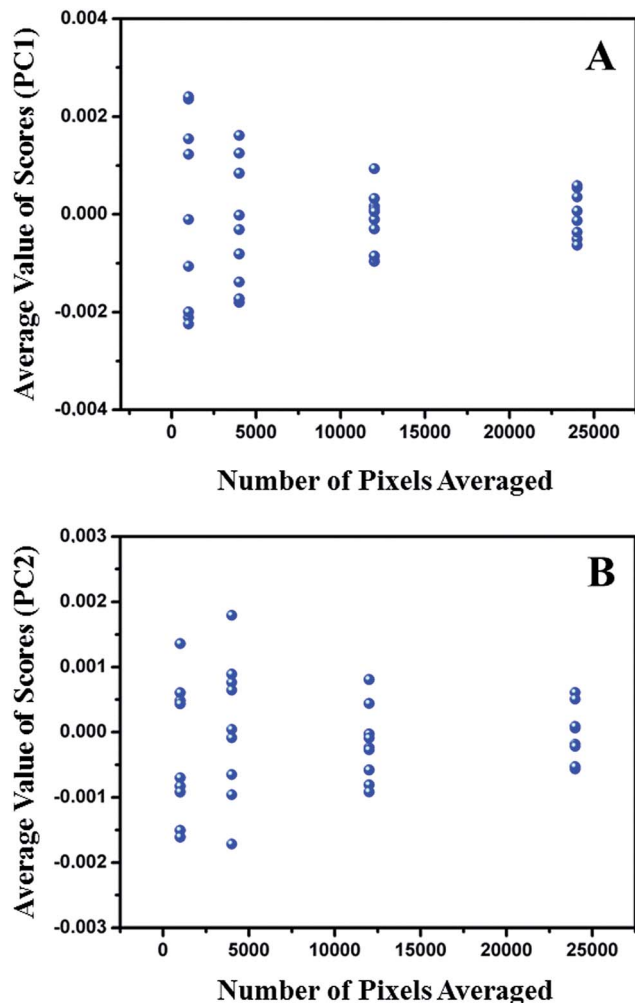 A
0.004
0.002
0.000
-0.002
-0.004
Average Value of Scores (PC1)
0 5000 10000 15000 20000 25000
Number of Pixels Averaged
B
0.003
0.002
0.001
0.000
-0.001
-0.002
-0.003
Average Value of Scores (PC2)
0 5000 10000 15000 20000 25000
Number of Pixels Averaged